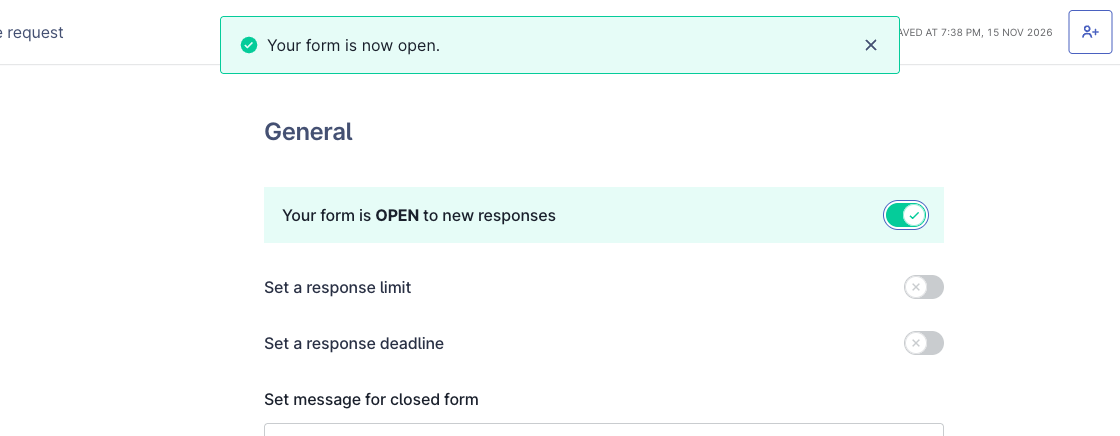 request
Your form is now open.
AT 7:38 PM, 15 NOV 2026
General
Your form is OPEN to new responses
Set a response limit
Set a response deadline
Set message for closed form